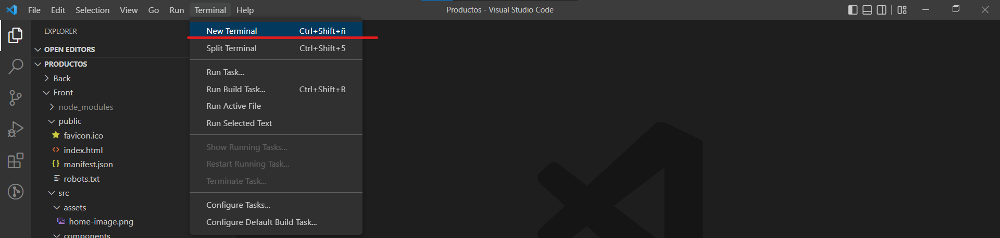 File Edit Selection View Go Run Terminal Help Productos - Visual Studio Code
EXPLORER
OPEN EDITORS
PRODUCTOS
Back
Front
node_modules
public
favicon.ico
index.html
manifest.json
robots.txt
src
assets
home-image.png
components
New Terminal Ctrl+Shift+ñ
Split Terminal Ctrl+Shift+5
Run Task...
Run Build Task... Ctrl+Shift+B
Run Active File
Run Selected Text
Show Running Tasks...
Restart Running Task...
Terminate Task...
Configure Tasks...
Configure Default Build Task...